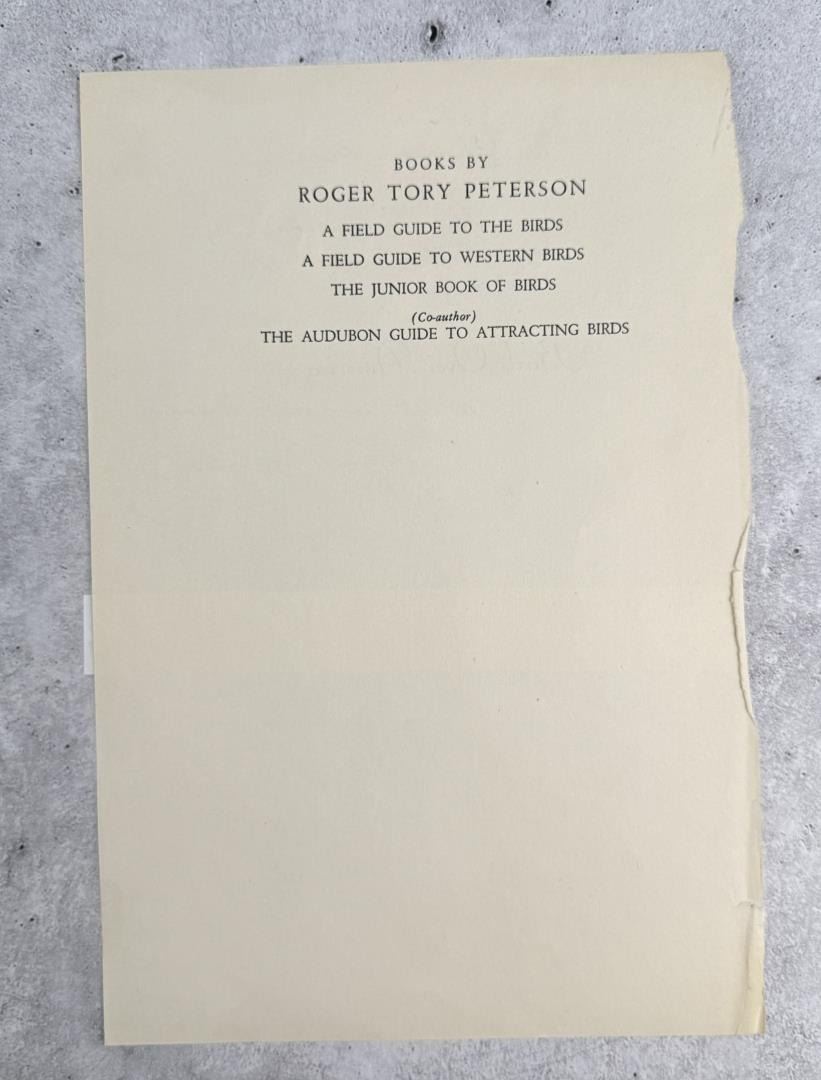 BOOKS BY
ROGER TORY PETERSON
A FIELD GUIDE TO THE BIRDS
A FIELD GUIDE TO WESTERN BIRDS
THE JUNIOR BOOK OF BIRDS
(Co-author)
THE AUDUBON GUIDE TO ATTRACTING BIRDS